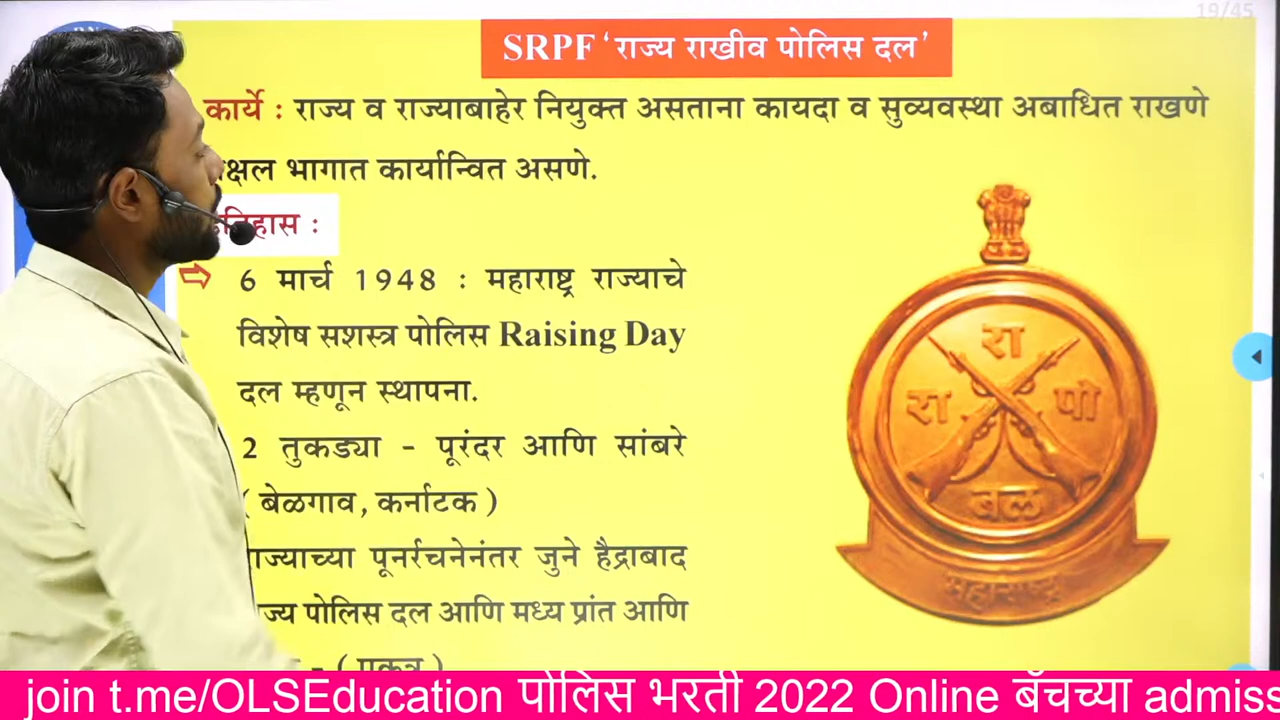 19/45
SRPF ‘राज्य राखीव पोलिस दल’
कार्ये : राज्य व राज्याबाहेर नियुक्त असताना कायदा व सुव्यवस्था अबाधित राखणे
भागात कार्यान्वित असणे.
6 मार्च 1948 : महाराष्ट्र राज्याचे
विशेष सशस्त्र पोलिस Raising Day
दल म्हणून स्थापना.
2 तुकड्या - पूरंदर आणि सांबरे
( बेळगाव, कर्नाटक )
पूनर्रचनेनंतर जुने हैद्राबाद
पोलिस दल आणि मध्य प्रांत आणि
रा
रा पो
बल
महाराष्ट्र
join t.me/OLSEducation पोलिस भरती 2022 Online बॅचच्या admiss